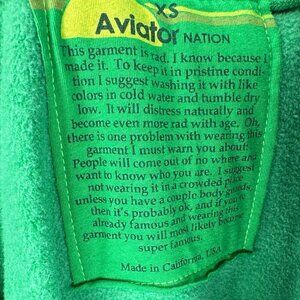 XS
Aviator NATION
This garment is rad. I know because i
made it. To keep it in pristine condi-
tion I suggest washing it with like
colors in cold water and tumble dry
low. It will distress naturally and
become even more rad with age. Oh,
there is one problem with wearing this
garment I must warn you about:
People will come out of no where and
want to know who you are. I suggest
not wearing it in a crowded place
unless you have a couple body guards,
then it's probably ok, and if you're
already famous and wearing this
garment you will most likely become
super famous.
Made in California, USA